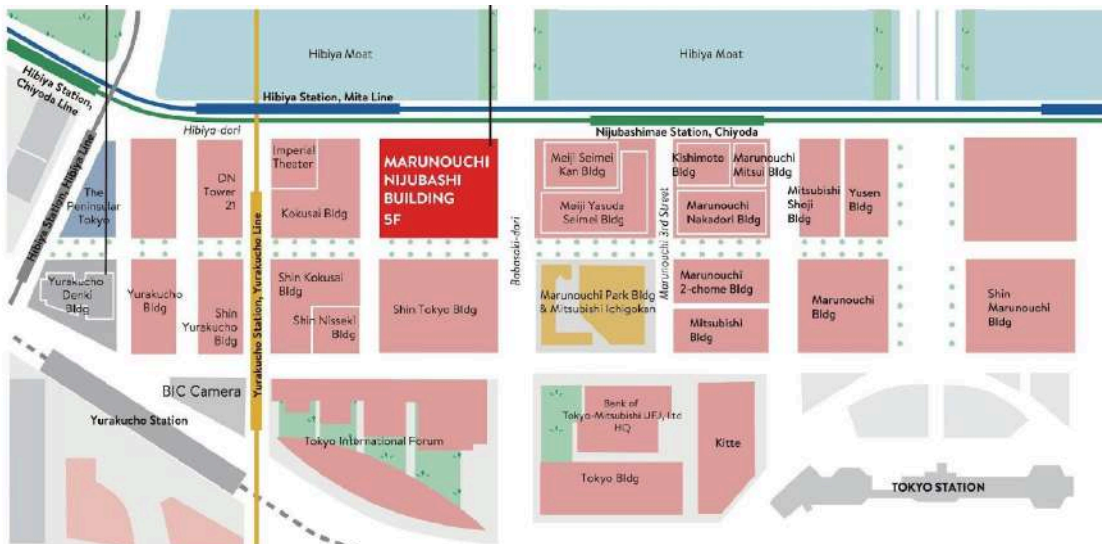 Hibiya Moat
Hibiya Moat
Hibiya Station,
Chiyoda Line
Hibiya Station, Mita Line
Hibiya-dori
Nijubashimae Station, Chiyoda
Hibiya Station, Hibiya Line
The
Peninsular
Tokyo
DN
Tower
21
Imperial
Theater
Kokusai Bldg
MARUNOUCHI
NIJUBASHI
BUILDING
5F
Babasaki-dori
Meiji Seimei
Kan Bldg
Meiji Yasuda
Seimei Bldg
Marunouchi 3rd Street
Kishimoto
Bldg
Marunouchi
Mitsui Bldg
Marunouchi
Nakadori Bldg
Mitsubishi
Shoji
Bldg
Yusen
Bldg
Yurakucho Station, Yurakucho Line
Yurakucho
Denki
Bldg
Yurakucho
Bldg
Shin
Yurakucho
Bldg
Shin Kokusai
Bldg
Shin Nisseki
Bldg
Shin Tokyo Bldg
Marunouchi Park Bldg
& Mitsubishi Ichigokan
Marunouchi
2-chome Bldg
Mitsubishi Bldg
Marunouchi
Bldg
Shin
Marunouchi
Bldg
BIC Camera
Yurakucho Station
Tokyo International Forum
Bank of
Tokyo-Mitsubishi UFJ, Ltd
HQ
Tokyo Bldg
Kitte
TOKYO STATION